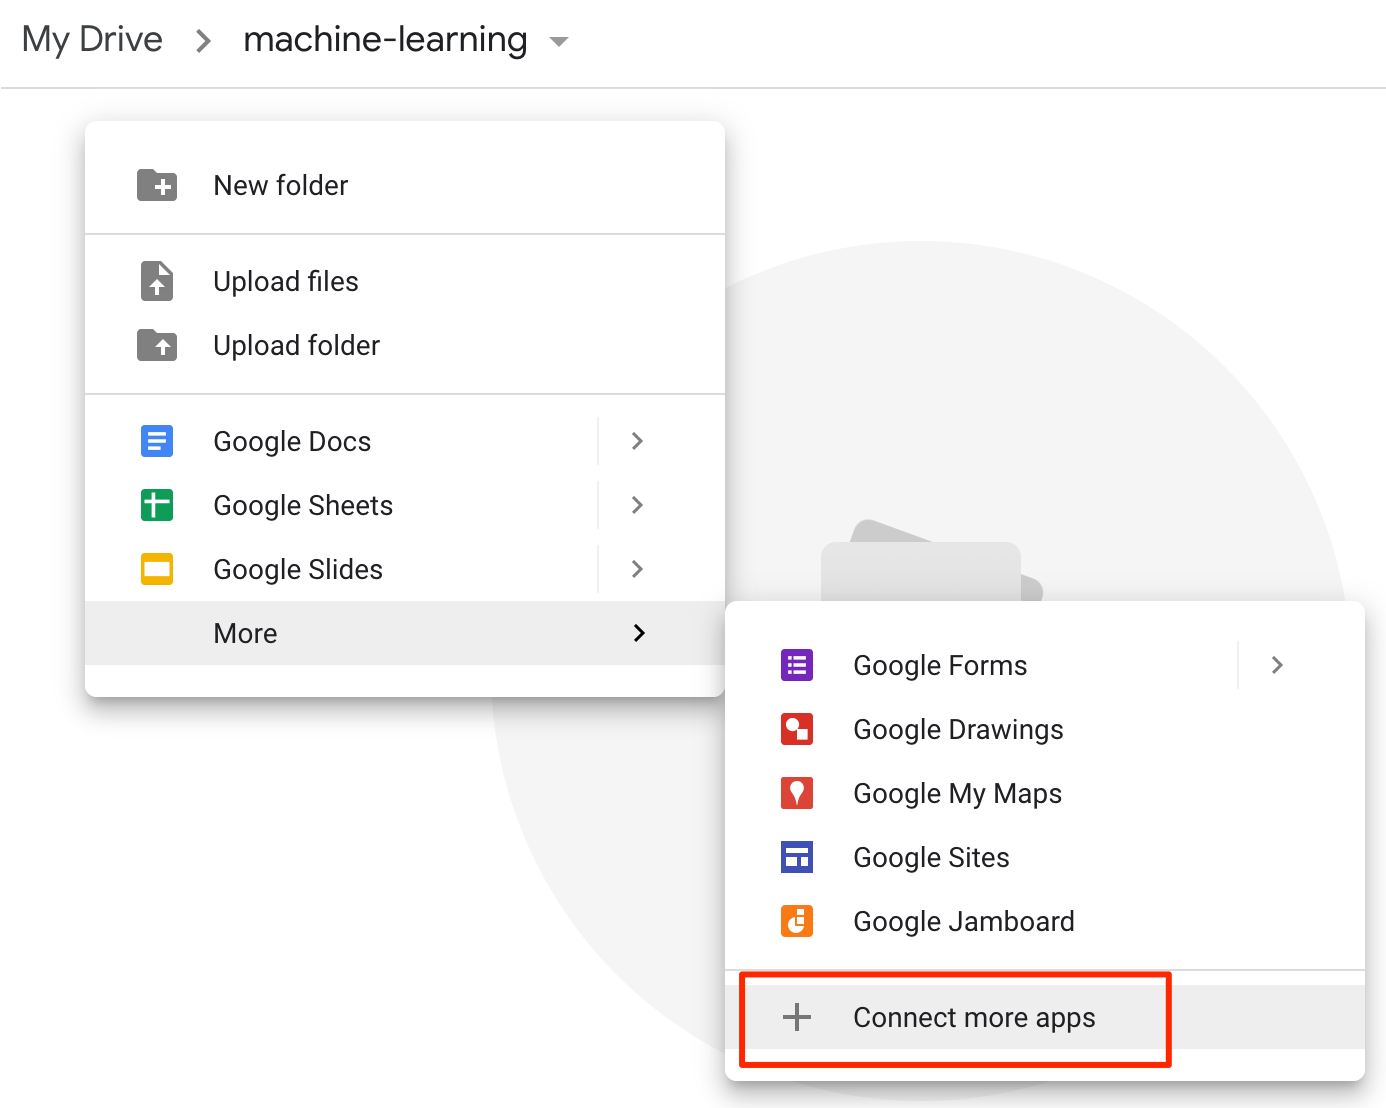 My Drive > machine-learning
New folder
Upload files
Upload folder
Google Docs
Google Sheets
Google Slides
More
Google Forms
Google Drawings
Google My Maps
Google Sites
Google Jamboard
Connect more apps